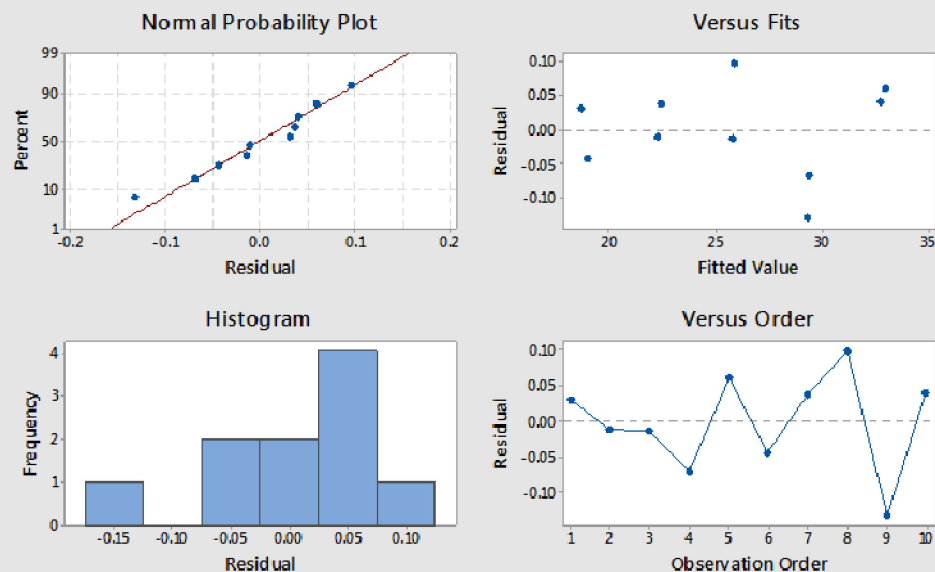 Normal Probability Plot
99
90
50
10
1
Percent
-0.2 -0.1 0.0 0.1 0.2
Residual
Versus Fits
0.10
0.05
0.00
-0.05
-0.10
Residual
20 25 30 35
Fitted Value
Histogram
4
3
2
1
0
Frequency
-0.15 -0.10 -0.05 0.00 0.05 0.10
Residual
Versus Order
0.10
0.05
0.00
-0.05
-0.10
Residual
1 2 3 4 5 6 7 8 9 10
Observation Order